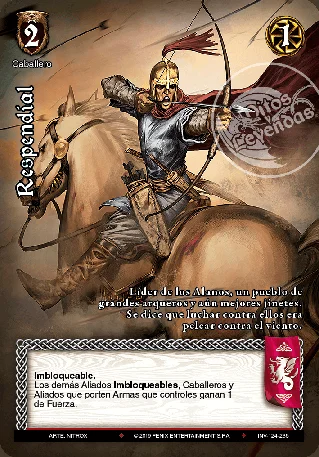 2
1
Caballero
Mitos y
Leyendas
Respendial
Líder de los Alanos, un pueblo de
grandes arqueros y aun mejores jinetes.
Se dice que luchar contra ellos era
pelear contra el viento.
Imbloqueable.
Los demás Aliados Imbloqueables, Caballeros y
Aliados que porten Armas que controles ganan 1
de Fuerza.
ARTE: NITROX ♦ ©2019 FENIX ENTERTAINMENT S.P.A. ♦